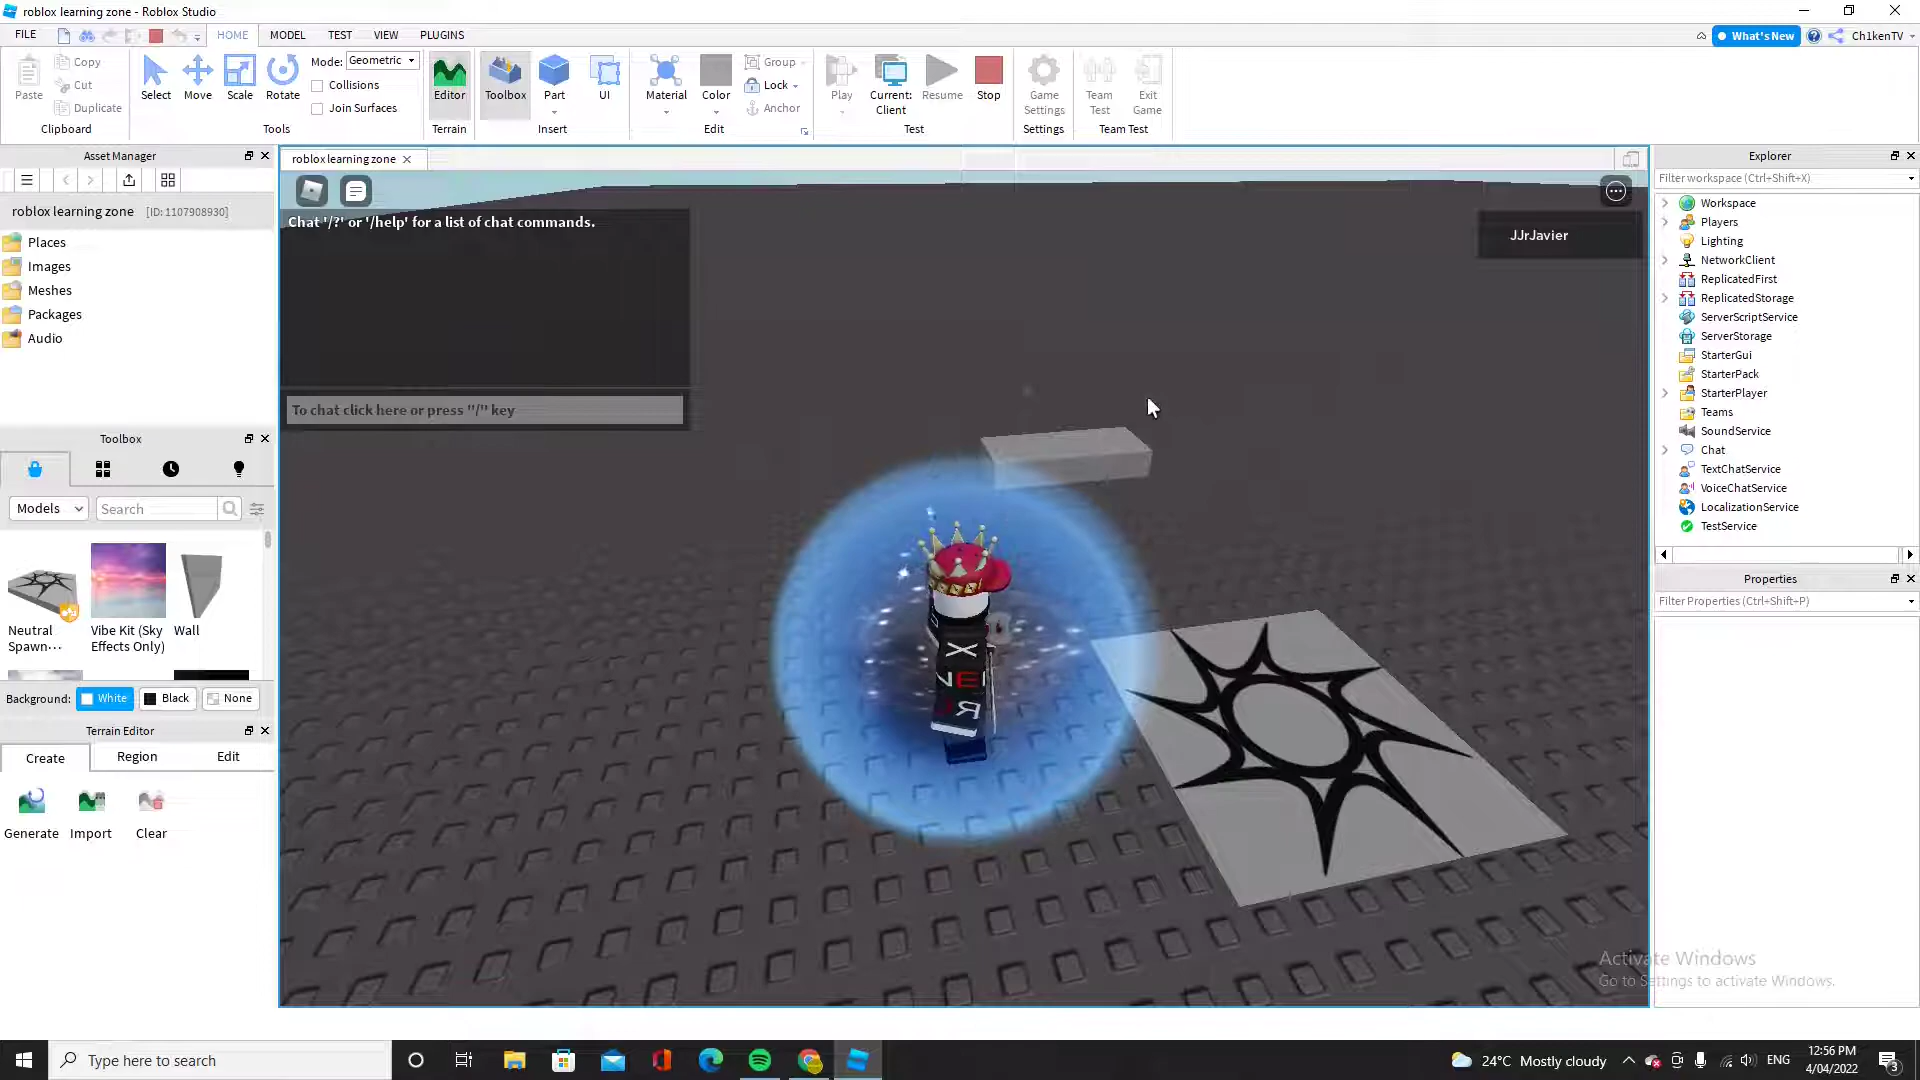 roblox learning zone - Roblox Studio
FILE
HOME
MODEL
TEST
VIEW
PLUGINS
What's New
Ch1kenTV
Paste
Copy
Cut
Duplicate
Clipboard
Select
Move
Scale
Rotate
Mode:
Geometric
Collisions
Join Surfaces
Tools
Editor
Terrain
Toolbox
Part
UI
Insert
Material
Color
Group
Lock
Anchor
Edit
Play
Current:
Client
Resume
Stop
Test
Game
Settings
Settings
Team
Test
Exit
Game
Team Test
Asset Manager
roblox learning zone [ID:1107908930]
Places
Images
Meshes
Packages
Audio
Toolbox
Models
Search
Neutral
Spawn...
Vibe Kit (Sky
Effects Only)
Wall
Background:
White
Black
None
Terrain Editor
Create
Region
Edit
Generate
Import
Clear
roblox learning zone
Chat '/?' or '/help' for a list of chat commands.
To chat click here or press "/" key
JJrJavier
X
NE
R
Explorer
Filter workspace (Ctrl+Shift+X)
Workspace
Players
Lighting
NetworkClient
ReplicatedFirst
ReplicatedStorage
ServerScriptService
ServerStorage
StarterGui
StarterPack
StarterPlayer
Teams
SoundService
Chat
TextChatService
VoiceChatService
LocalizationService
TestService
Properties
Filter Properties (Ctrl+Shift+P)
Activate Windows
Go to Settings to activate Windows.
Type here to search
24°C Mostly cloudy
ENG
12:56 PM
4/04/2022
3